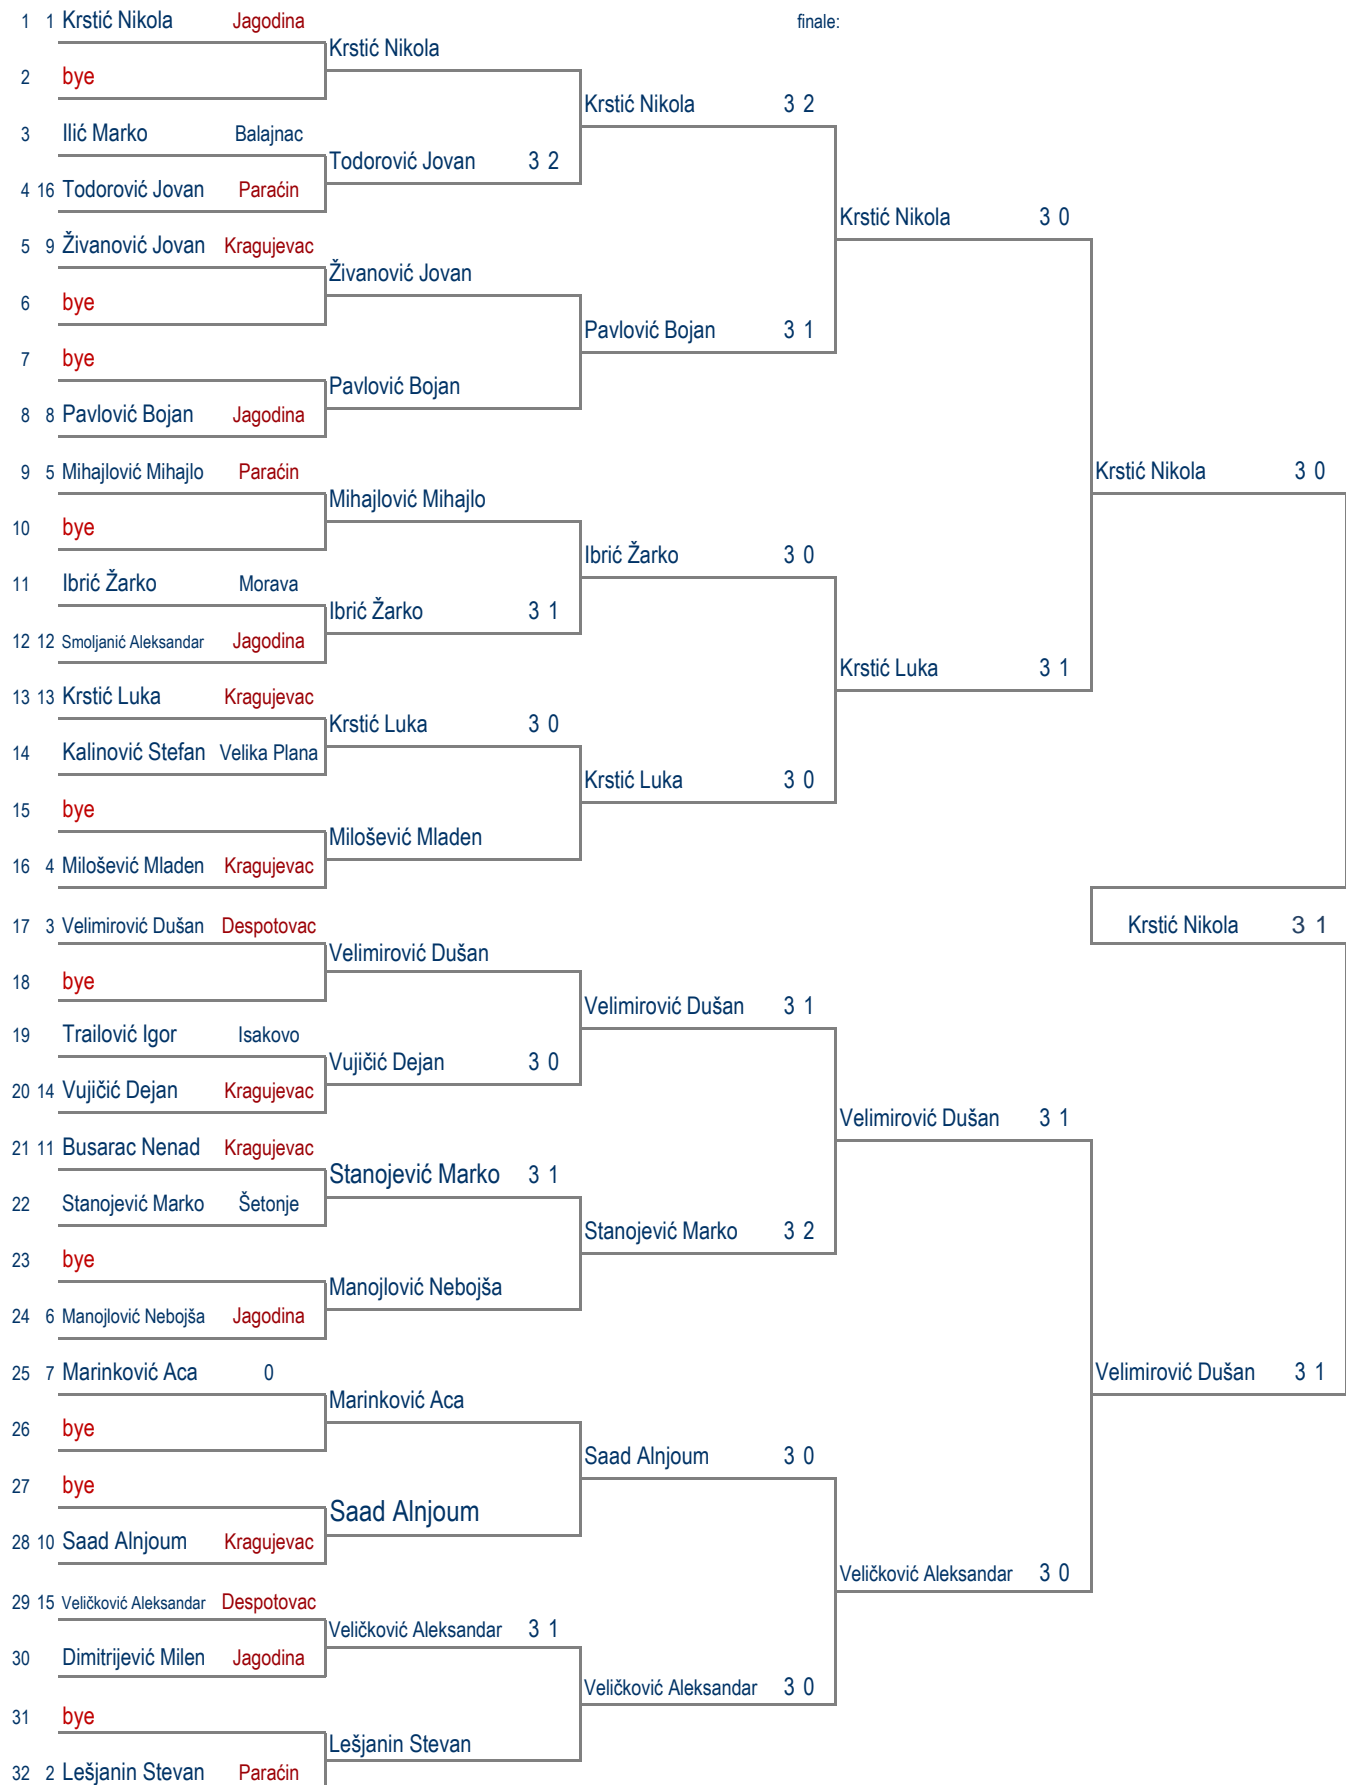 1 1 Krstić Nikola Jagodina finale:
Krstić Nikola
2 bye
Krstić Nikola 3 2
3 Ilić Marko Balajnac
Todorović Jovan 3 2
4 16 Todorović Jovan Paraćin
Krstić Nikola 3 0
5 9 Živanović Jovan Kragujevac
Živanović Jovan
6 bye
Pavlović Bojan 3 1
7 bye
Pavlović Bojan
8 8 Pavlović Bojan Jagodina
9 5 Mihajlović Mihajlo Paraćin Krstić Nikola 3 0
Mihajlović Mihajlo
10 bye
Ibrić Žarko 3 0
11 Ibrić Žarko Morava
Ibrić Žarko 3 1
12 12 Smoljanić Aleksandar Jagodina
Krstić Luka 3 1
13 13 Krstić Luka Kragujevac
Krstić Luka 3 0
14 Kalinović Stefan Velika Plana
Krstić Luka 3 0
15 bye
Milošević Mladen
16 4 Milošević Mladen Kragujevac
17 3 Velimirović Dušan Despotovac Krstić Nikola 3 1
Velimirović Dušan
18 bye
Velimirović Dušan 3 1
19 Trailović Igor Isakovo
Vujičić Dejan 3 0
20 14 Vujičić Dejan Kragujevac
Velimirović Dušan 3 1
21 11 Busarac Nenad Kragujevac
Stanojević Marko 3 1
22 Stanojević Marko Šetonje
Stanojević Marko 3 2
23 bye
Manojlović Nebojša
24 6 Manojlović Nebojša Jagodina
25 7 Marinković Aca 0 Velimirović Dušan 3 1
Marinković Aca
26 bye
Saad Alnjoum 3 0
27 bye
Saad Alnjoum
28 10 Saad Alnjoum Kragujevac
Veličković Aleksandar 3 0
29 15 Veličković Aleksandar Despotovac
Veličković Aleksandar 3 1
30 Dimitrijević Milen Jagodina
Veličković Aleksandar 3 0
31 bye
Lešjanin Stevan
32 2 Lešjanin Stevan Paraćin